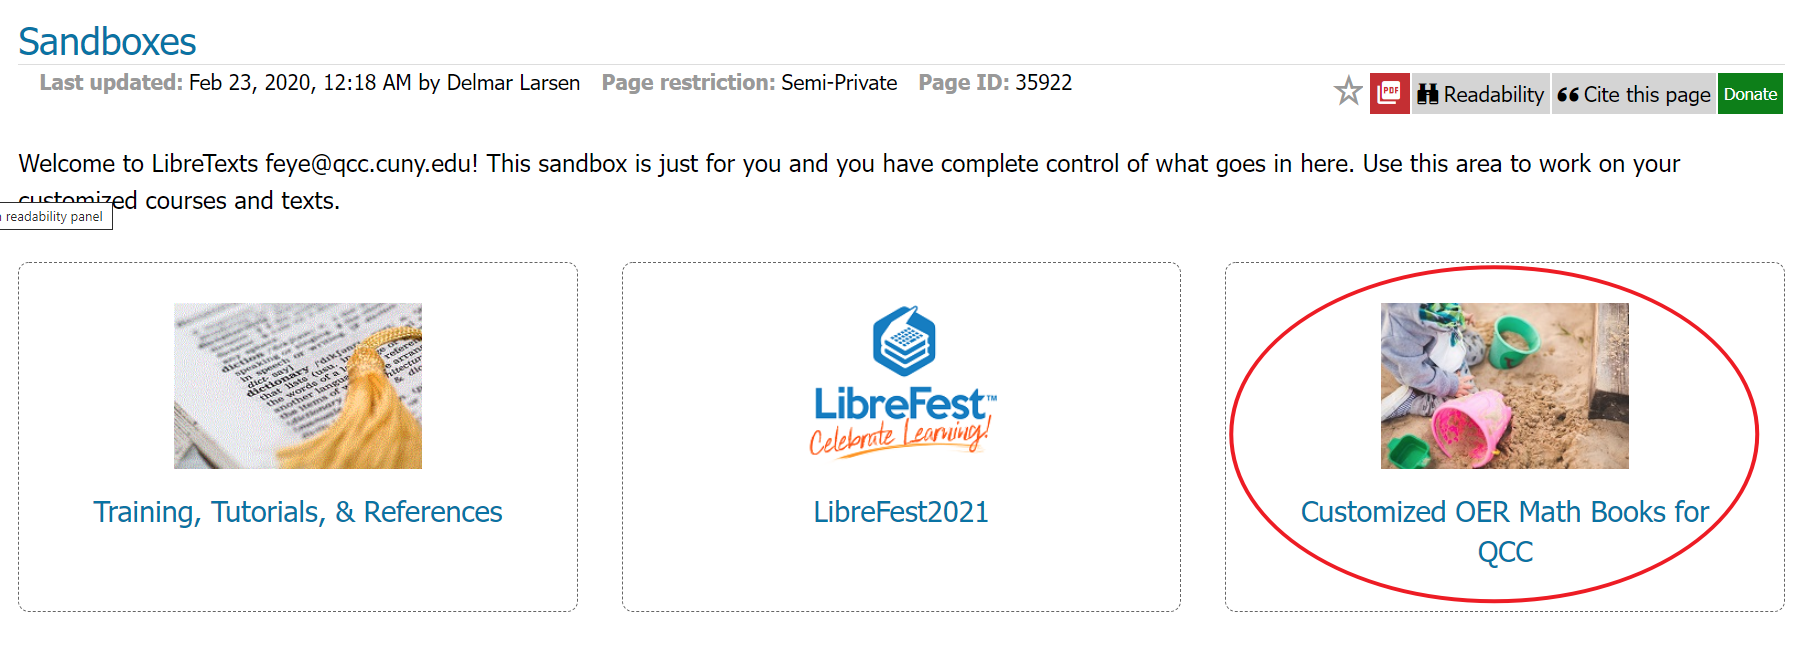 Sandboxes
Last updated: Feb 23, 2020, 12:18 AM by Delmar Larsen Page restriction: Semi-Private Page ID: 35922
PDF Readability Cite this page Donate
Welcome to LibreTexts feye@qcc.cuny.edu! This sandbox is just for you and you have complete control of what goes in here. Use this area to work on your
customized courses and texts.
readability panel
dictionary
LibreFest™
Celebrate Learning!
Training, Tutorials, & References
LibreFest2021
Customized OER Math Books for
QCC